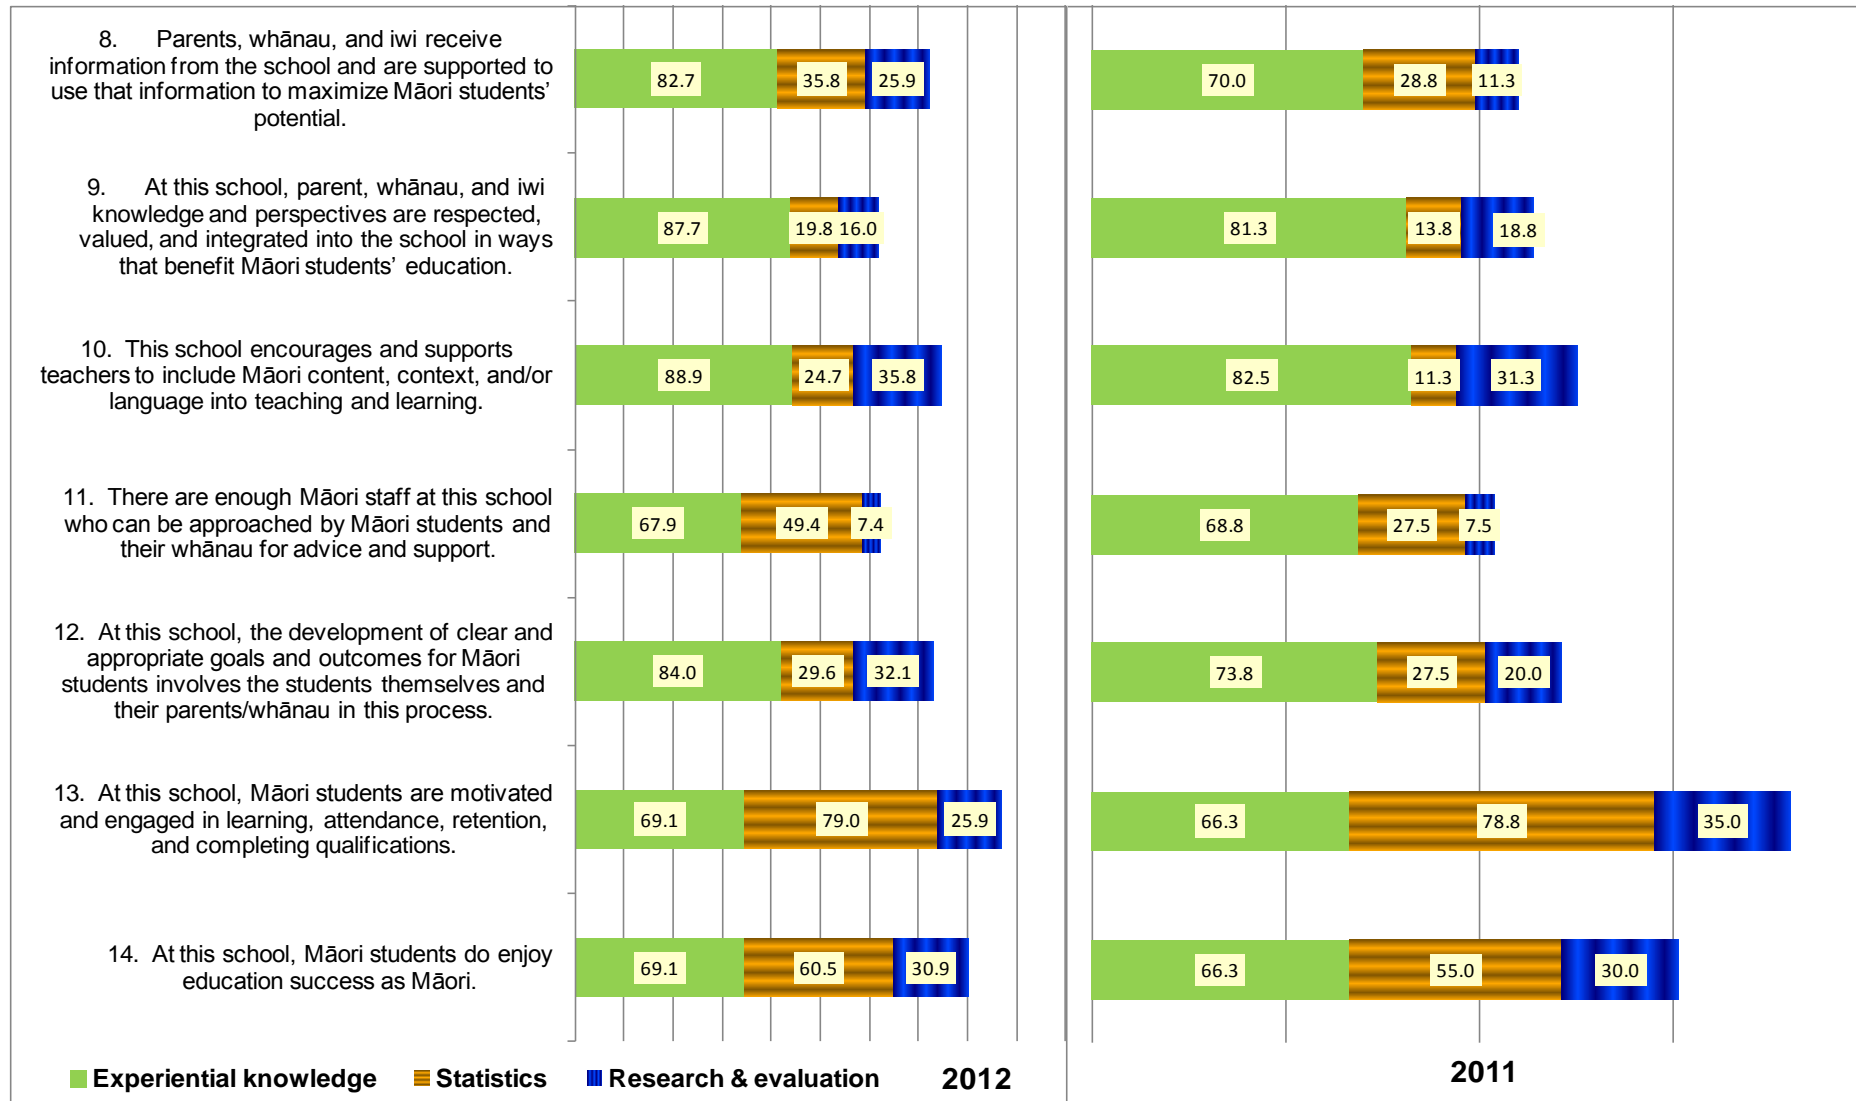 8. Parents, whānau, and iwi receive
information from the school and are supported to
use that information to maximize Māori students’
potential.
82.7 35.8 25.9
70.0 28.8 11.3
9. At this school, parent, whānau, and iwi
knowledge and perspectives are respected,
valued, and integrated into the school in ways
that benefit Māori students’ education.
87.7 19.8 16.0
81.3 13.8 18.8
10. This school encourages and supports
teachers to include Māori content, context, and/or
language into teaching and learning.
88.9 24.7 35.8
82.5 11.3 31.3
11. There are enough Māori staff at this school
who can be approached by Māori students and
their whānau for advice and support.
67.9 49.4 7.4
68.8 27.5 7.5
12. At this school, the development of clear and
appropriate goals and outcomes for Māori
students involves the students themselves and
their parents/whānau in this process.
84.0 29.6 32.1
73.8 27.5 20.0
13. At this school, Māori students are motivated
and engaged in learning, attendance, retention,
and completing qualifications.
69.1 79.0 25.9
66.3 78.8 35.0
14. At this school, Māori students do enjoy
education success as Māori.
69.1 60.5 30.9
66.3 55.0 30.0
Experiential knowledge Statistics Research & evaluation 2012
2011